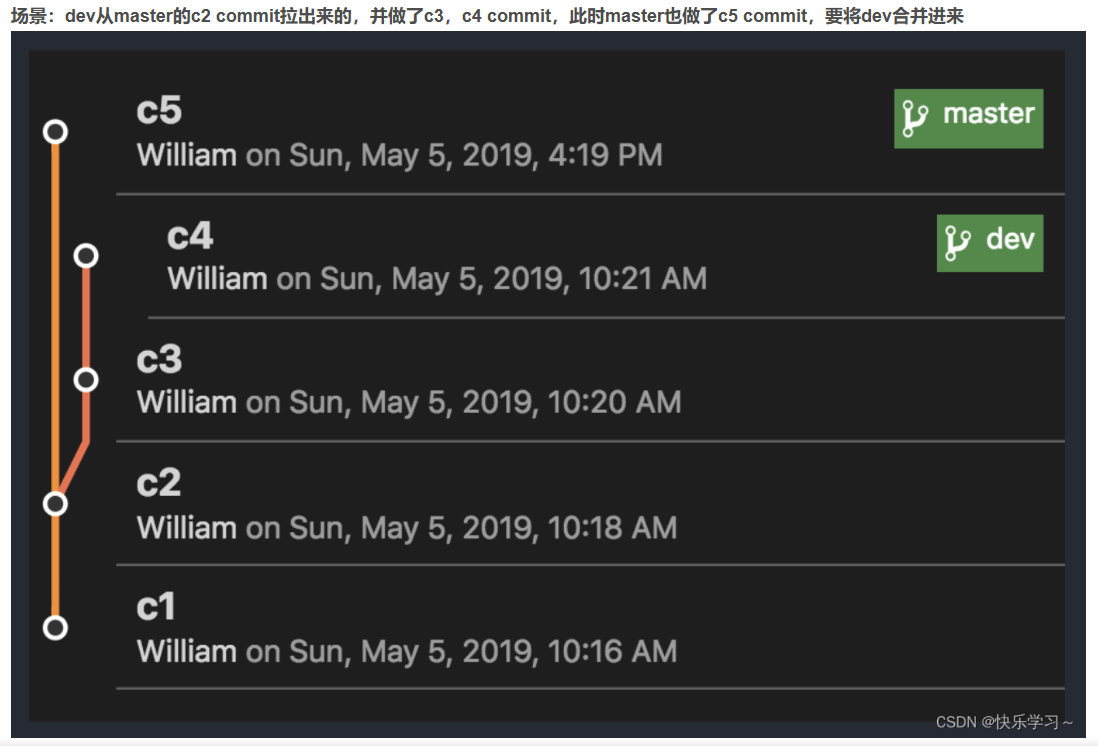 场景：dev从master的c2 commit拉出来的，并做了c3，c4 commit，此时master也做了c5 commit，要将dev合并进来
c5
master
William on Sun, May 5, 2019, 4:19 PM
c4
dev
William on Sun, May 5, 2019, 10:21 AM
c3
William on Sun, May 5, 2019, 10:20 AM
c2
William on Sun, May 5, 2019, 10:18 AM
c1
William on Sun, May 5, 2019, 10:16 AM
CSDN @快乐学习～